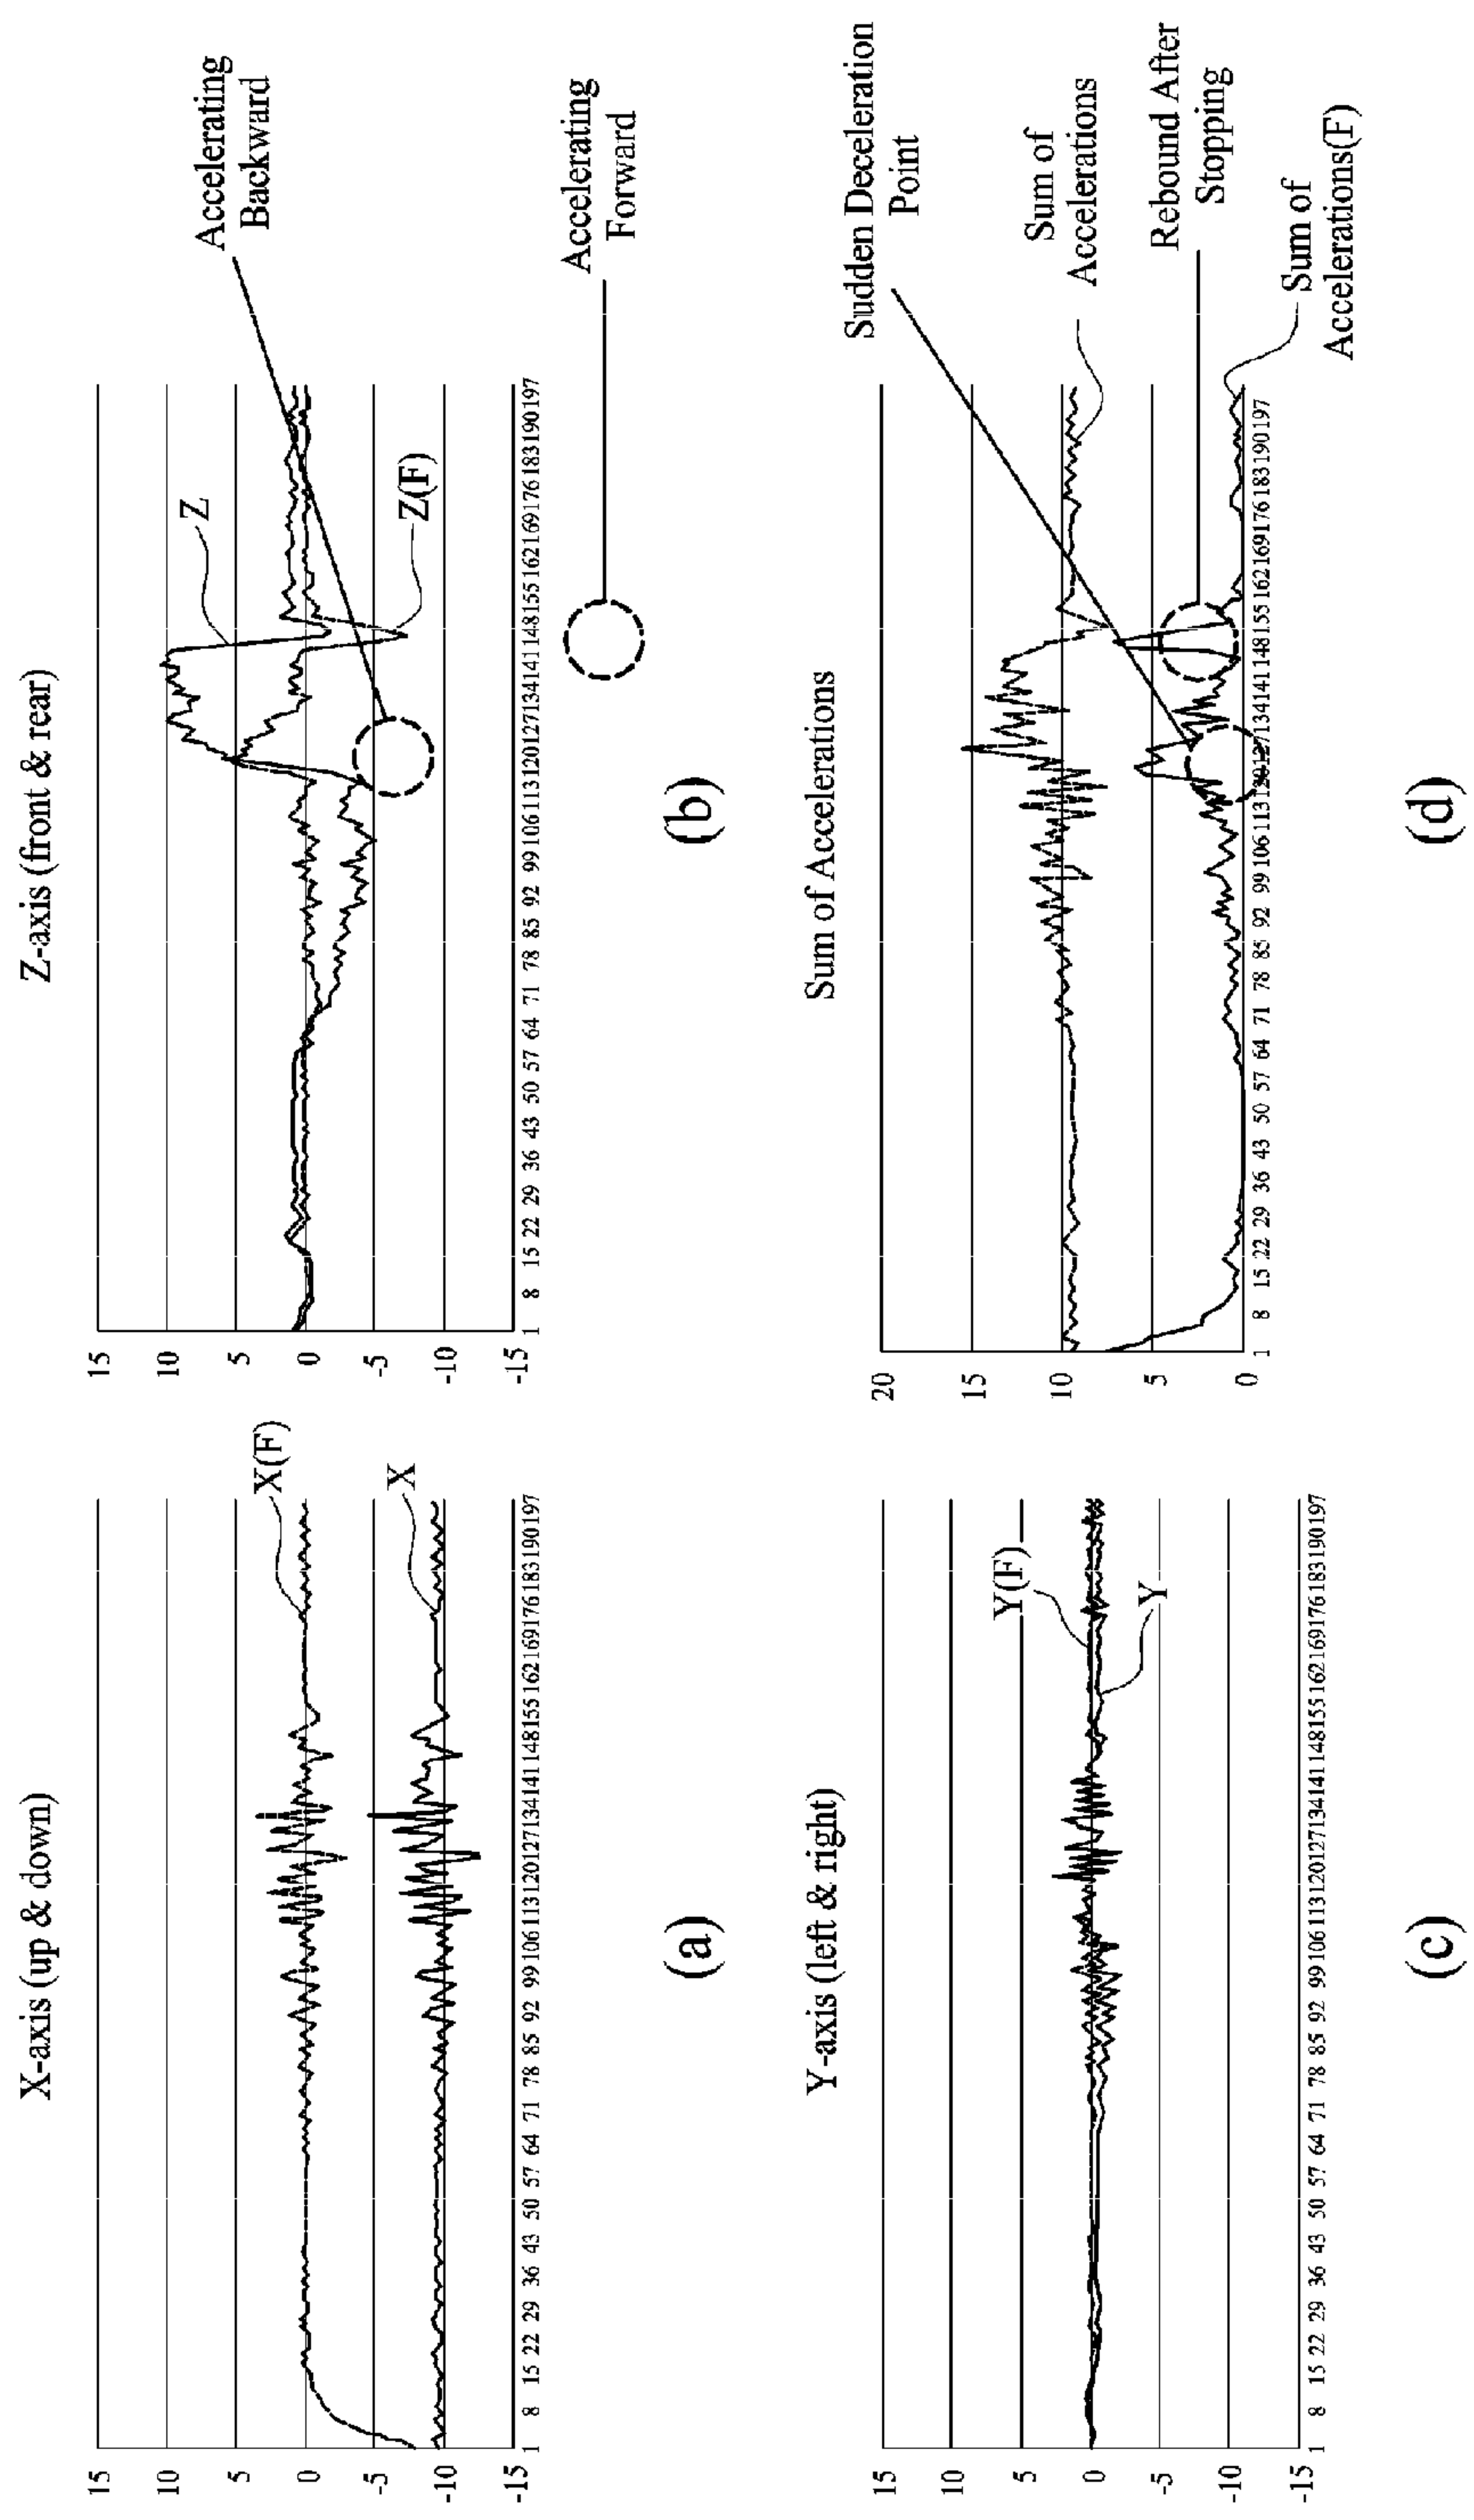 X-axis (up & down)
15
10
5
0
-5
-10
-15
X(F)
X
1 8 15 22 29 36 43 50 57 64 71 78 85 92 99 106 113 120 127 134 141 148 155 162 169 176 183 190 197
(a)
Z-axis (front & rear)
15
10
5
0
-5
-10
-15
Z
Z(F)
Accelerating
Backward
Accelerating
Forward
1 8 15 22 29 36 43 50 57 64 71 78 85 92 99 106 113 120 127 134 141 148 155 162 169 176 183 190 197
(b)
Y-axis (left & right)
15
10
5
0
-5
-10
-15
Y(F)
Y
1 8 15 22 29 36 43 50 57 64 71 78 85 92 99 106 113 120 127 134 141 148 155 162 169 176 183 190 197
(c)
Sum of Accelerations
20
15
10
5
0
Sudden Deceleration
Point
Sum of
Accelerations
Rebound After
Stopping
Sum of
Accelerations(F)
1 8 15 22 29 36 43 50 57 64 71 78 85 92 99 106 113 120 127 134 141 148 155 162 169 176 183 190 197
(d)